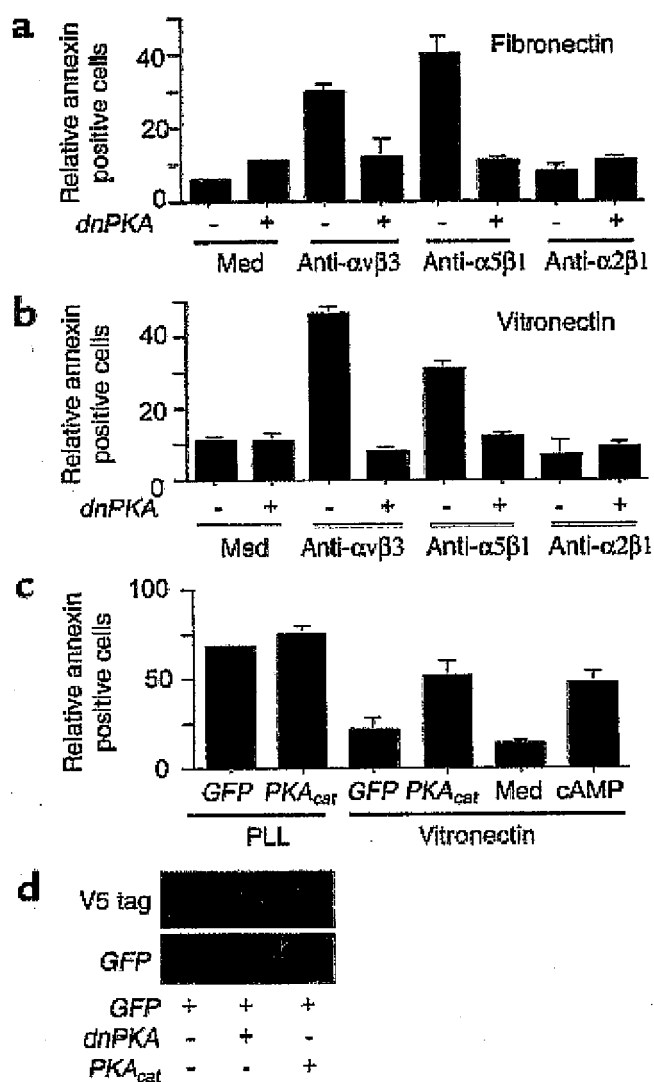 a
Relative annexin
positive cells
40
20
0
Fibronectin
dnPKA - + - + - + - +
Med Anti-αvβ3 Anti-α5β1 Anti-α2β1
b
Relative annexin
positive cells
40
20
0
Vitronectin
dnPKA - + - + - + - +
Med Anti-αvβ3 Anti-α5β1 Anti-α2β1
c
Relative annexin
positive cells
100
50
0
GFP PKAcat GFP PKAcat Med cAMP
PLL Vitronectin
d
V5 tag
GFP
GFP + + +
dnPKA - + -
PKAcat - - +